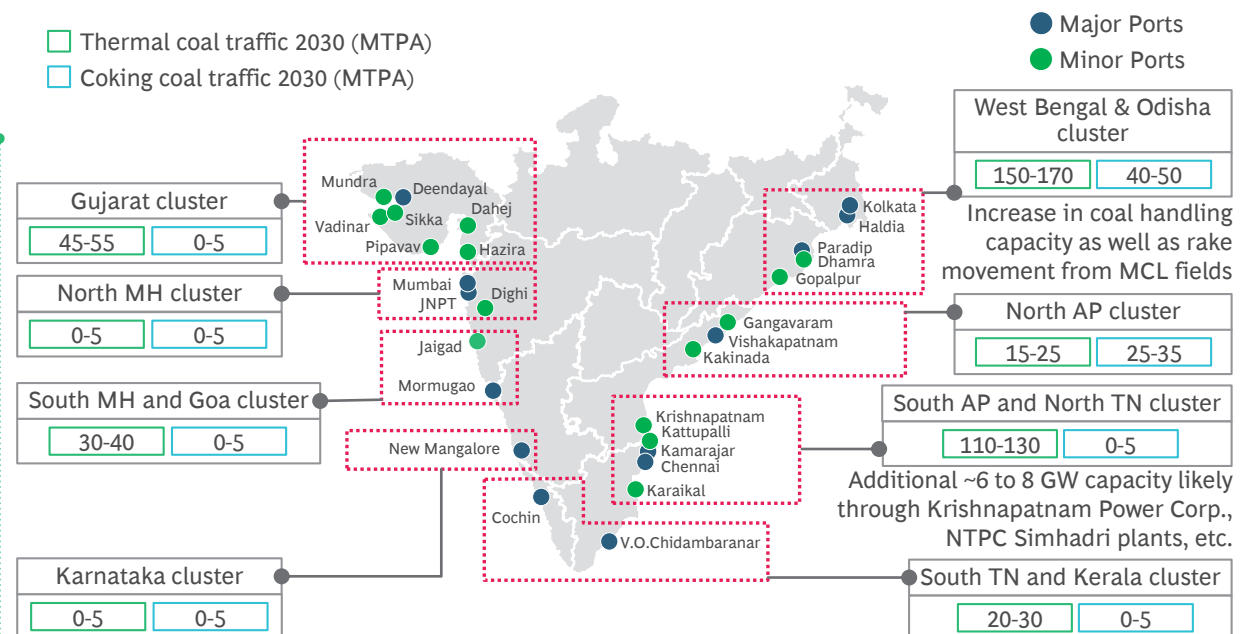 Thermal coal traffic 2030 (MTPA)
Coking coal traffic 2030 (MTPA)
Major Ports
Minor Ports
Gujarat cluster
45-55
0-5
North MH cluster
0-5
0-5
South MH and Goa cluster
30-40
0-5
Karnataka cluster
0-5
0-5
Mundra
Deendayal
Vadinar
Sikka
Dahej
Pipavav
Hazira
Mumbai
JNPT
Dighi
Jaigad
Mormugao
New Mangalore
Cochin
V.O.Chidambaranar
Kolkata
Haldia
Paradip
Dhamra
Gopalpur
Gangavaram
Vishakapatnam
Kakinada
Krishnapatnam
Kattupalli
Kamarajar
Chennai
Karaikal
West Bengal & Odisha
cluster
150-170
40-50
Increase in coal handling
capacity as well as rake
movement from MCL fields
North AP cluster
15-25
25-35
South AP and North TN cluster
110-130
0-5
Additional ~6 to 8 GW capacity likely
through Krishnapatnam Power Corp.,
NTPC Simhadri plants, etc.
South TN and Kerala cluster
20-30
0-5